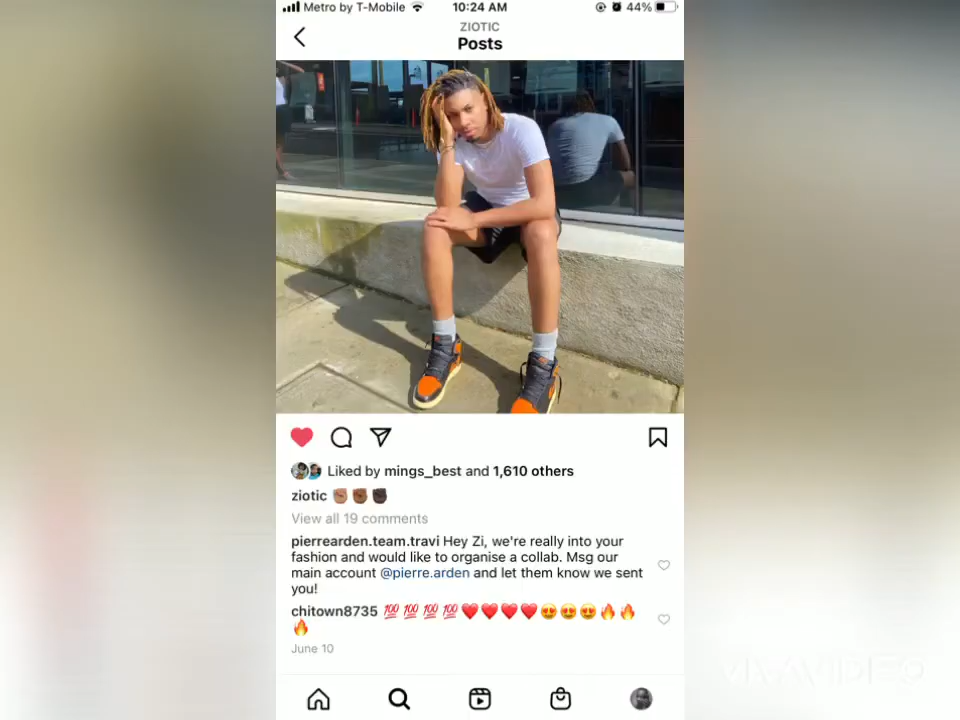 Metro by T-Mobile 10:24 AM 44%
ZIOTIC
Posts
Liked by mings_best and 1,610 others
ziotic ✊🏼 ✊🏾 ✊🏿
View all 19 comments
pierrearden.team.travi Hey Zi, we're really into your
fashion and would like to organise a collab. Msg our
main account @pierre.arden and let them know we sent
you!
chitown8735 💯 💯 💯 💯 ❤️ ❤️ ❤️ ❤️ 😍 😍 😍 🔥 🔥
🔥
June 10
VIVAVIDEO